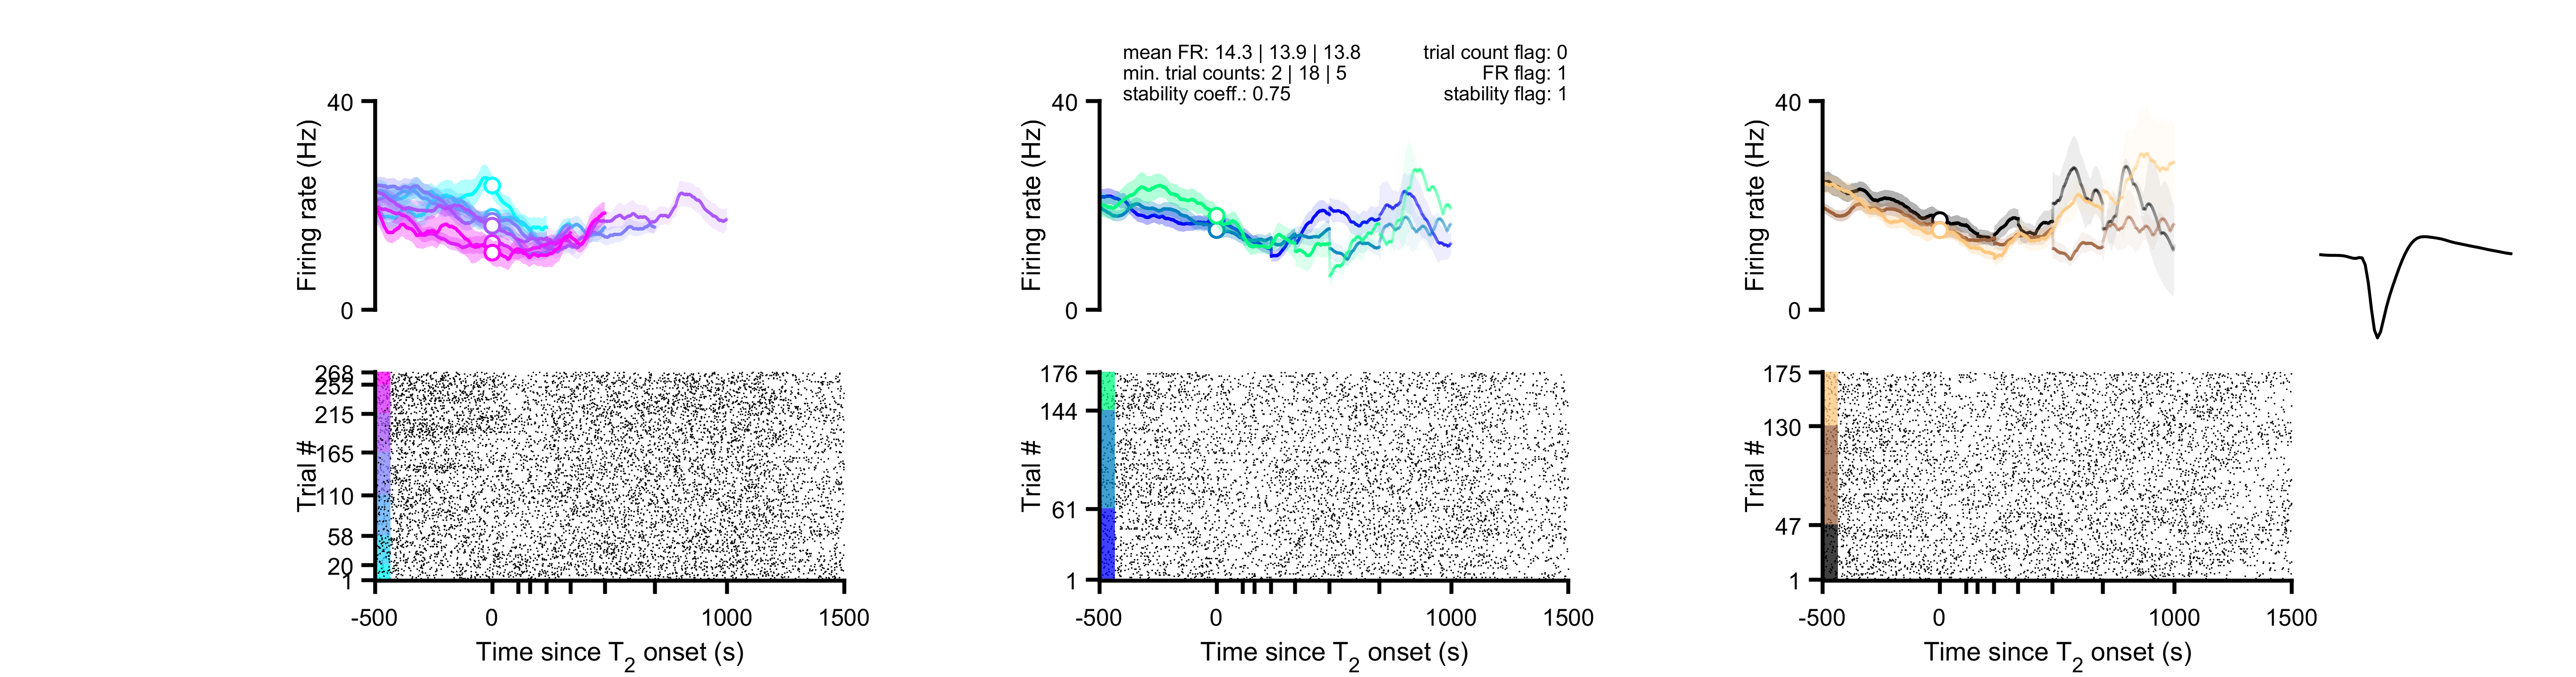 mean FR: 14.3 | 13.9 | 13.8
min. trial counts: 2 | 18 | 5
stability coeff.: 0.75
trial count flag: 0
FR flag: 1
stability flag: 1
40
Firing rate (Hz)
0
40
Firing rate (Hz)
0
40
Firing rate (Hz)
0
268
252
215
165
110
58
20
1
Trial #
-500 0 1000 1500
Time since T2 onset (s)
176
144
61
1
Trial #
-500 0 1000 1500
Time since T2 onset (s)
175
130
47
1
Trial #
-500 0 1000 1500
Time since T2 onset (s)